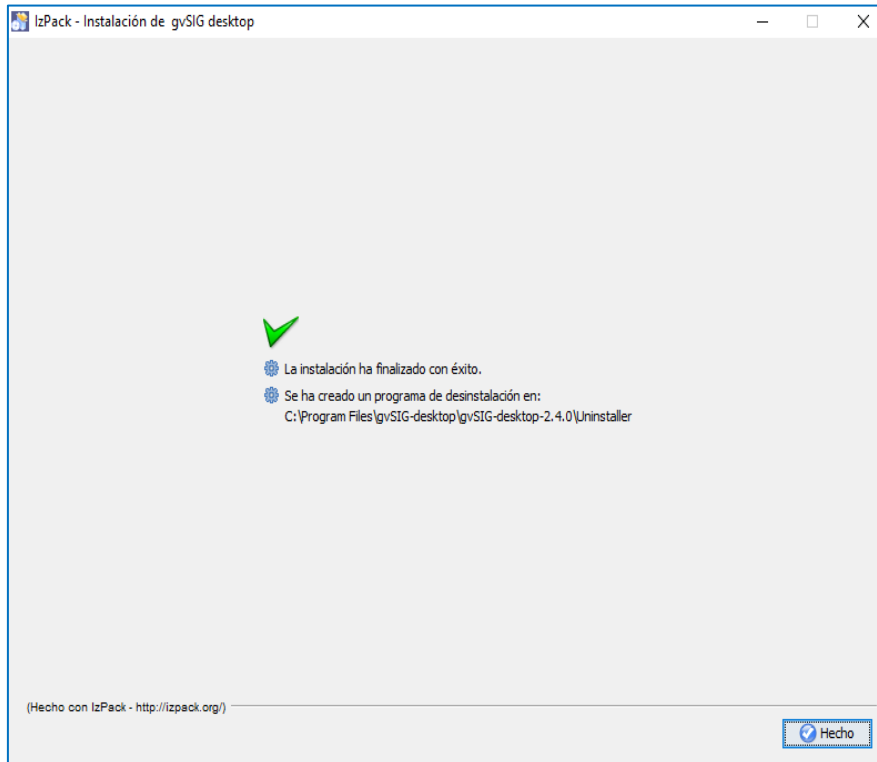 IzPack - Instalación de gvSIG desktop
La instalación ha finalizado con éxito.
Se ha creado un programa de desinstalación en:
C:\Program Files\gvSIG-desktop\gvSIG-desktop-2.4.0\Uninstaller
(Hecho con IzPack - http://izpack.org/)
Hecho